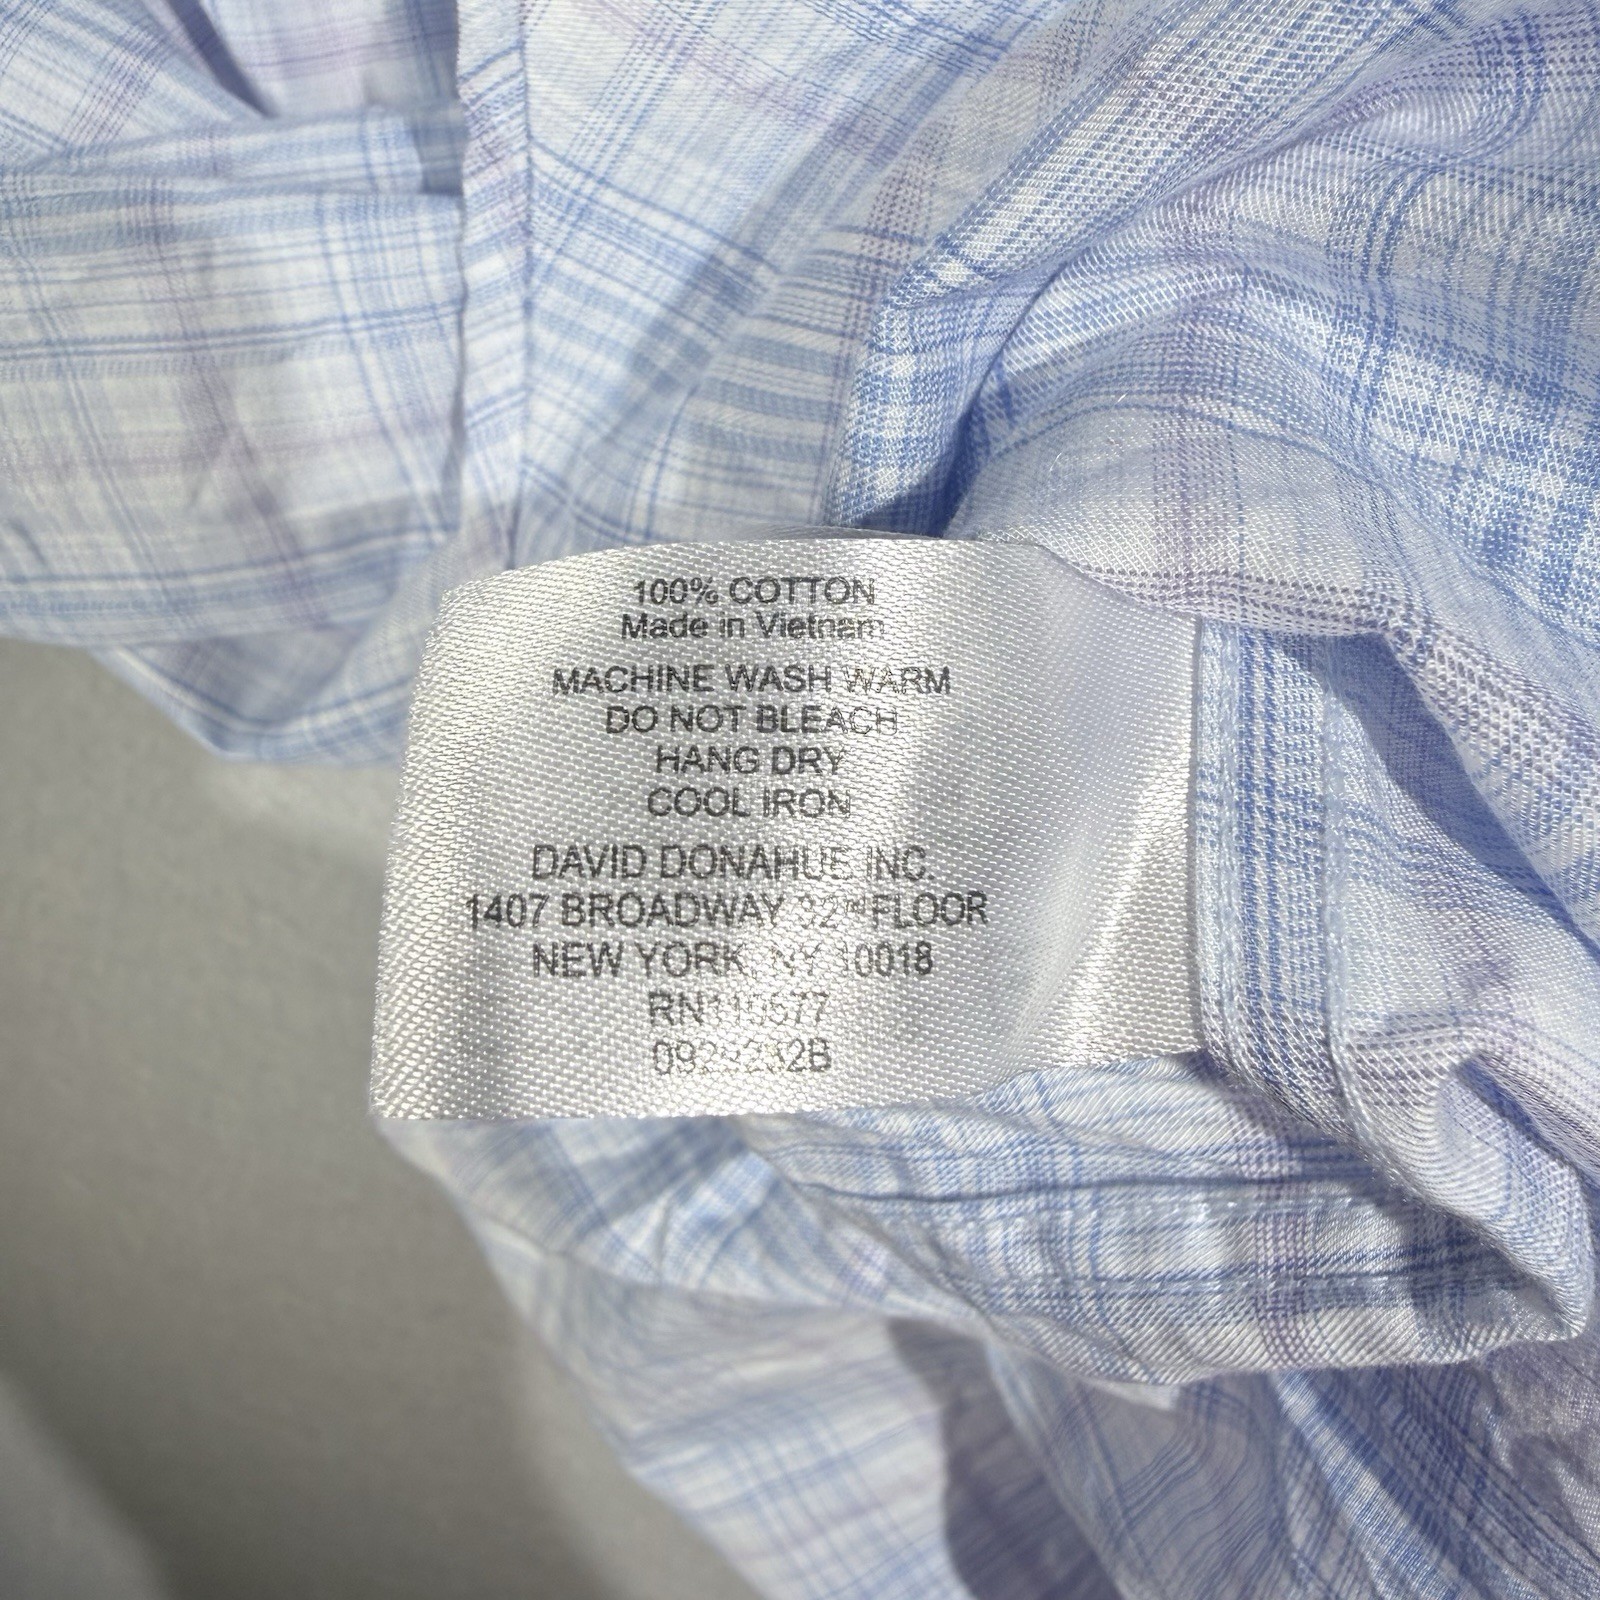 100% COTTON
Made in Vietnam
MACHINE WASH WARM
DO NOT BLEACH
HANG DRY
COOL IRON
DAVID DONAHUE INC.
1407 BROADWAY 32ND FLOOR
NEW YORK, NY 10018